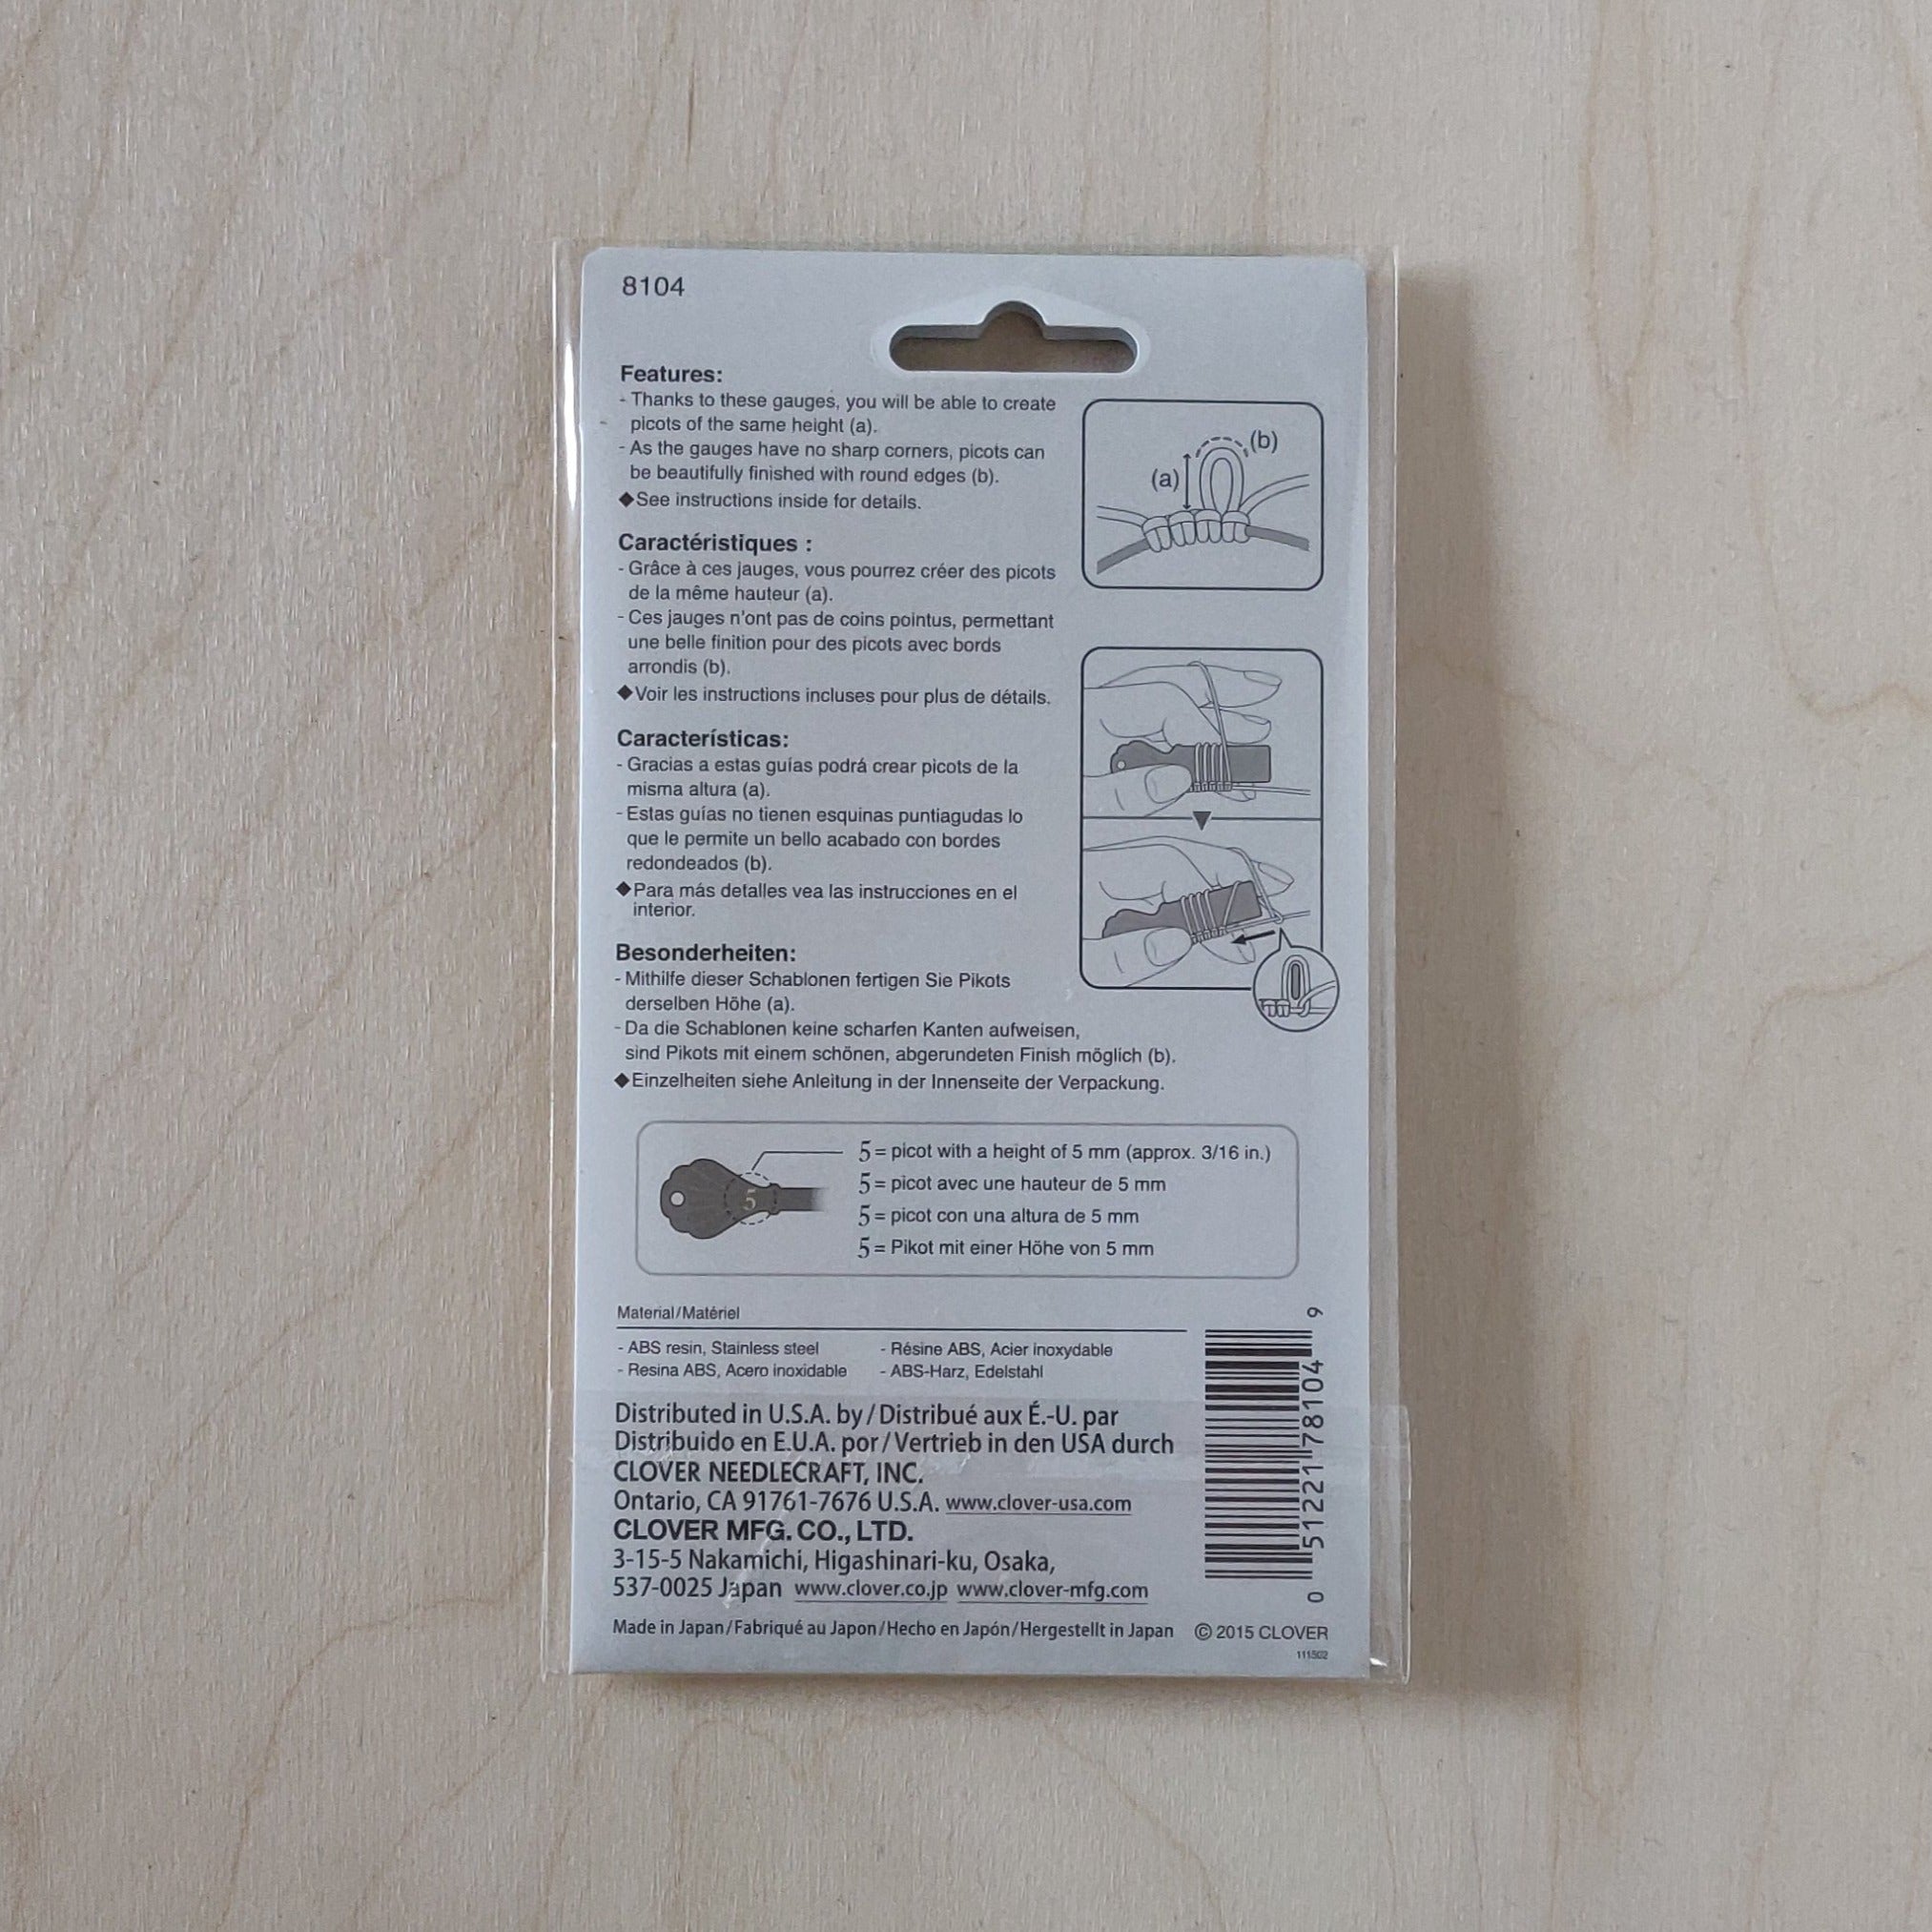 8104
Features:
- Thanks to these gauges, you will be able to create
picots of the same height (a).
- As the gauges have no sharp corners, picots can
be beautifully finished with round edges (b).
◆See instructions inside for details.
(a)
(b)
Caractéristiques :
- Grâce à ces jauges, vous pourrez créer des picots
de la même hauteur (a).
- Ces jauges n'ont pas de coins pointus, permettant
une belle finition pour des picots avec bords
arrondis (b).
◆Voir les instructions incluses pour plus de détails.
Características:
- Gracias a estas guías podrá crear picots de la
misma altura (a).
- Estas guías no tienen esquinas puntiagudas lo
que le permite un bello acabado con bordes
redondeados (b).
◆Para más detalles vea las instrucciones en el
interior.
Besonderheiten:
- Mithilfe dieser Schablonen fertigen Sie Pikots
derselben Höhe (a).
- Da die Schablonen keine scharfen Kanten aufweisen,
sind Pikots mit einem schönen, abgerundeten Finish möglich (b).
◆Einzelheiten siehe Anleitung in der Innenseite der Verpackung.
5
5 = picot with a height of 5 mm (approx. 3/16 in.)
5 = picot avec une hauteur de 5 mm
5 = picot con una altura de 5 mm
5 = Pikot mit einer Höhe von 5 mm
Material/Matériel
- ABS resin, Stainless steel - Résine ABS, Acier inoxydable
- Resina ABS, Acero inoxidable - ABS-Harz, Edelstahl
Distributed in U.S.A. by/Distribué aux É.-U. par
Distribuido en E.U.A. por/Vertrieb in den USA durch
CLOVER NEEDLECRAFT, INC.
Ontario, CA 91761-7676 U.S.A. www.clover-usa.com
CLOVER MFG. CO., LTD.
3-15-5 Nakamichi, Higashinari-ku, Osaka,
537-0025 Japan www.clover.co.jp www.clover-mfg.com
Made in Japan/Fabriqué au Japon/Hecho en Japón/Hergestellt in Japan © 2015 CLOVER
111502
0 51221 78104 9